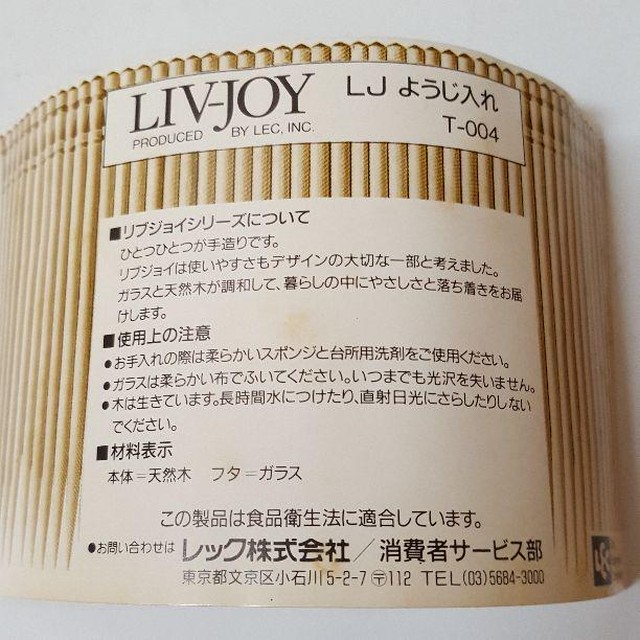 LIV-JOY
PRODUCED BY LEC, INC.
LJ ようじ入れ
T-004
■リブジョイシリーズについて
ひとつひとつが手造りです。
リブジョイは使いやすさもデザインの大切な一部と考えました。
ガラスと天然木が調和して、暮らしの中にやさしさと落ち着きをお届
けします。
■使用上の注意
●お手入れの際は柔らかいスポンジと台所用洗剤をご使用ください。
●ガラスは柔らかい布でふいてください。いつまでも光沢を失いません。
●木は生きています。長時間水につけたり、直射日光にさらしたりしない
でください。
■材料表示
本体=天然木 フタ=ガラス
この製品は食品衛生法に適合しています。
●お問い合わせは レック株式会社/消費者サービス部
東京都文京区小石川5-2-7 〒112 TEL(03)5684-3000